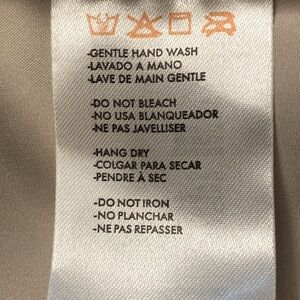 -GENTLE HAND WASH
-LAVADO A MANO
-LAVE DE MAIN GENTLE
-DO NOT BLEACH
-NO USA BLANQUEADOR
-NE PAS JAVELLISER
-HANG DRY
-COLGAR PARA SECAR
-PENDRE À SEC
-DO NOT IRON
-NO PLANCHAR
-NE PAS REPASSER